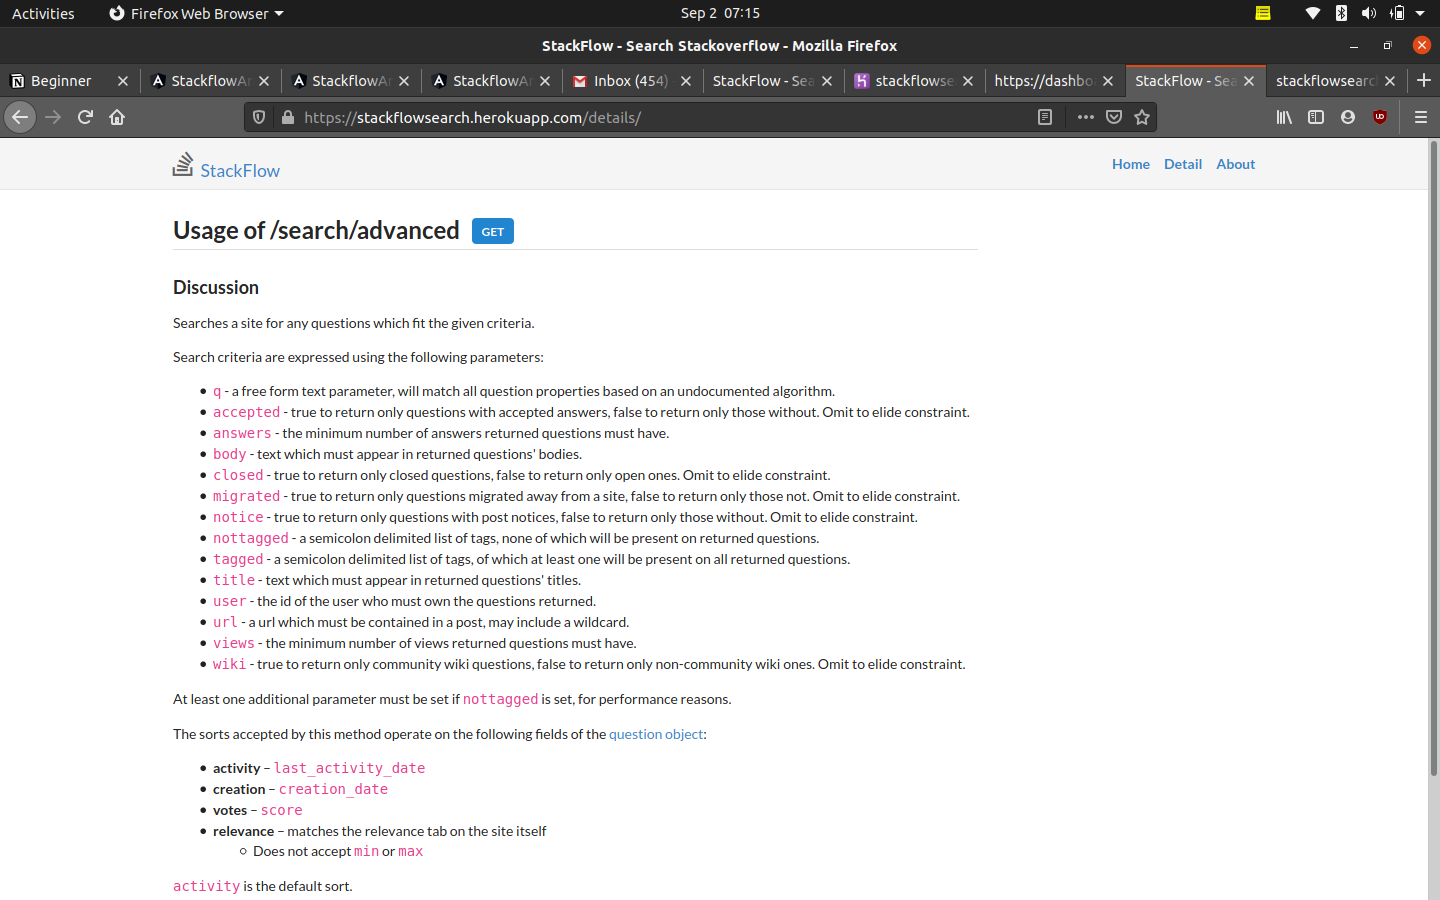 Activities Firefox Web Browser Sep 2 07:15
StackFlow - Search Stackoverflow - Mozilla Firefox
Beginner StackflowAr StackflowAr StackflowAr Inbox (454) StackFlow - Sea stackflowse https://dashbo StackFlow - Sea stackflowsearch
https://stackflowsearch.herokuapp.com/details/
StackFlow Home Detail About
Usage of /search/advanced GET
Discussion
Searches a site for any questions which fit the given criteria.
Search criteria are expressed using the following parameters:
q - a free form text parameter, will match all question properties based on an undocumented algorithm.
accepted - true to return only questions with accepted answers, false to return only those without. Omit to elide constraint.
answers - the minimum number of answers returned questions must have.
body - text which must appear in returned questions' bodies.
closed - true to return only closed questions, false to return only open ones. Omit to elide constraint.
migrated - true to return only questions migrated away from a site, false to return only those not. Omit to elide constraint.
notice - true to return only questions with post notices, false to return only those without. Omit to elide constraint.
nottagged - a semicolon delimited list of tags, none of which will be present on returned questions.
tagged - a semicolon delimited list of tags, of which at least one will be present on all returned questions.
title - text which must appear in returned questions' titles.
user - the id of the user who must own the questions returned.
url - a url which must be contained in a post, may include a wildcard.
views - the minimum number of views returned questions must have.
wiki - true to return only community wiki questions, false to return only non-community wiki ones. Omit to elide constraint.
At least one additional parameter must be set if nottagged is set, for performance reasons.
The sorts accepted by this method operate on the following fields of the question object:
activity – last_activity_date
creation – creation_date
votes – score
relevance – matches the relevance tab on the site itself
Does not accept min or max
activity is the default sort.